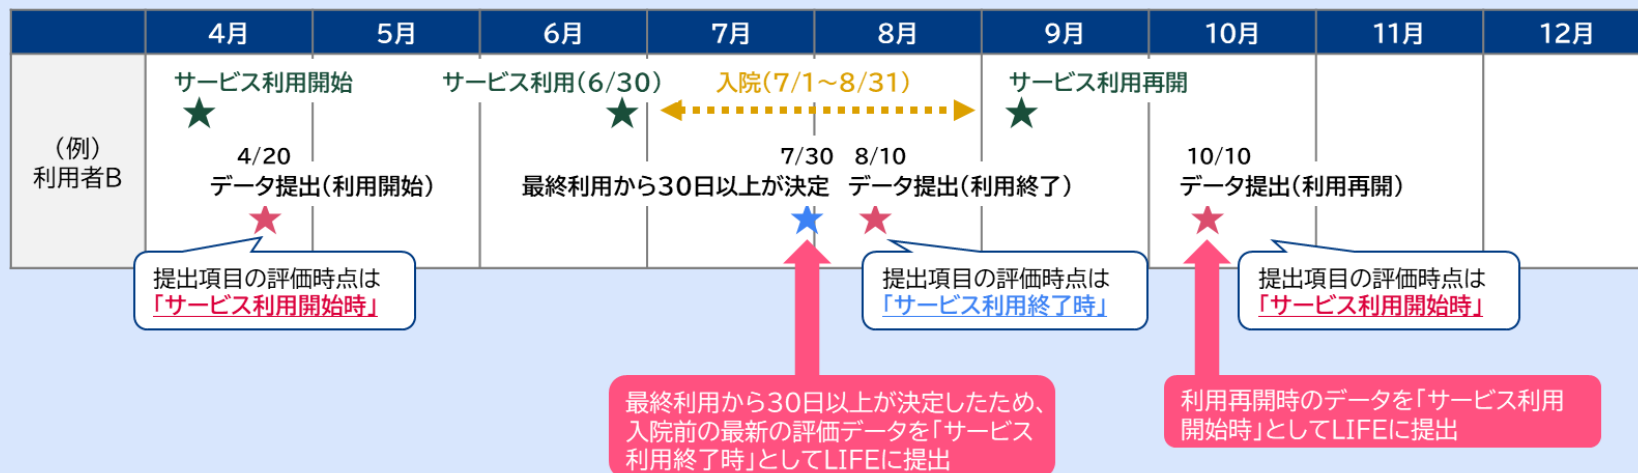 4月 5月 6月 7月 8月 9月 10月 11月 12月
(例)
利用者B
サービス利用開始
サービス利用(6/30)
入院(7/1～8/31)
サービス利用再開
4/20
データ提出(利用開始)
7/30
最終利用から30日以上が決定
8/10
データ提出(利用終了)
10/10
データ提出(利用再開)
提出項目の評価時点は
「サービス利用開始時」
提出項目の評価時点は
「サービス利用終了時」
提出項目の評価時点は
「サービス利用開始時」
最終利用から30日以上が決定したため、
入院前の最新の評価データを「サービス
利用終了時」としてLIFEに提出
利用再開時のデータを「サービス利用
開始時」としてLIFEに提出